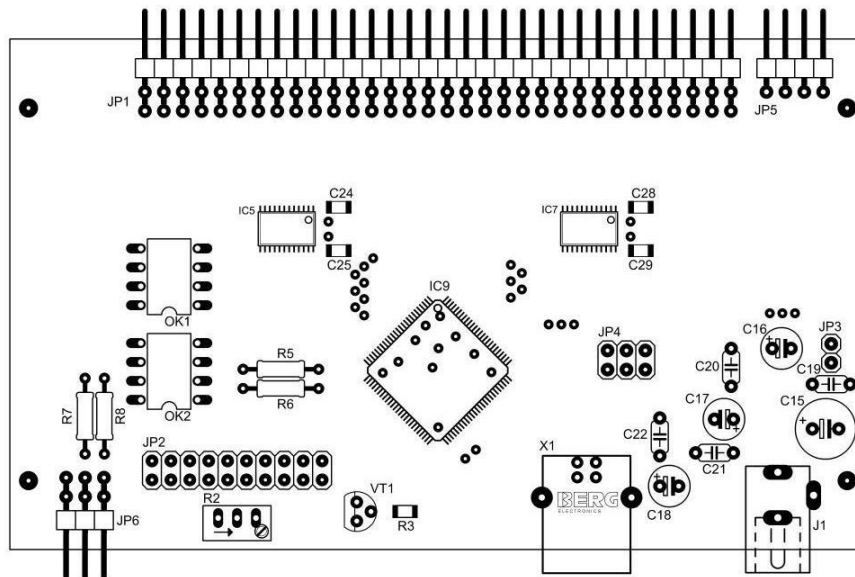 JP1
JP5
C24
C28
IC5
IC7
C25
C29
IC9
OK1
C16
JP3
JP4
R5
C20
C19
R6
C17
C15
R7
R8
OK2
C22
JP2
X1
C21
R2
VT1
BERG
ELECTRONICS
JP6
R3
C18
J1